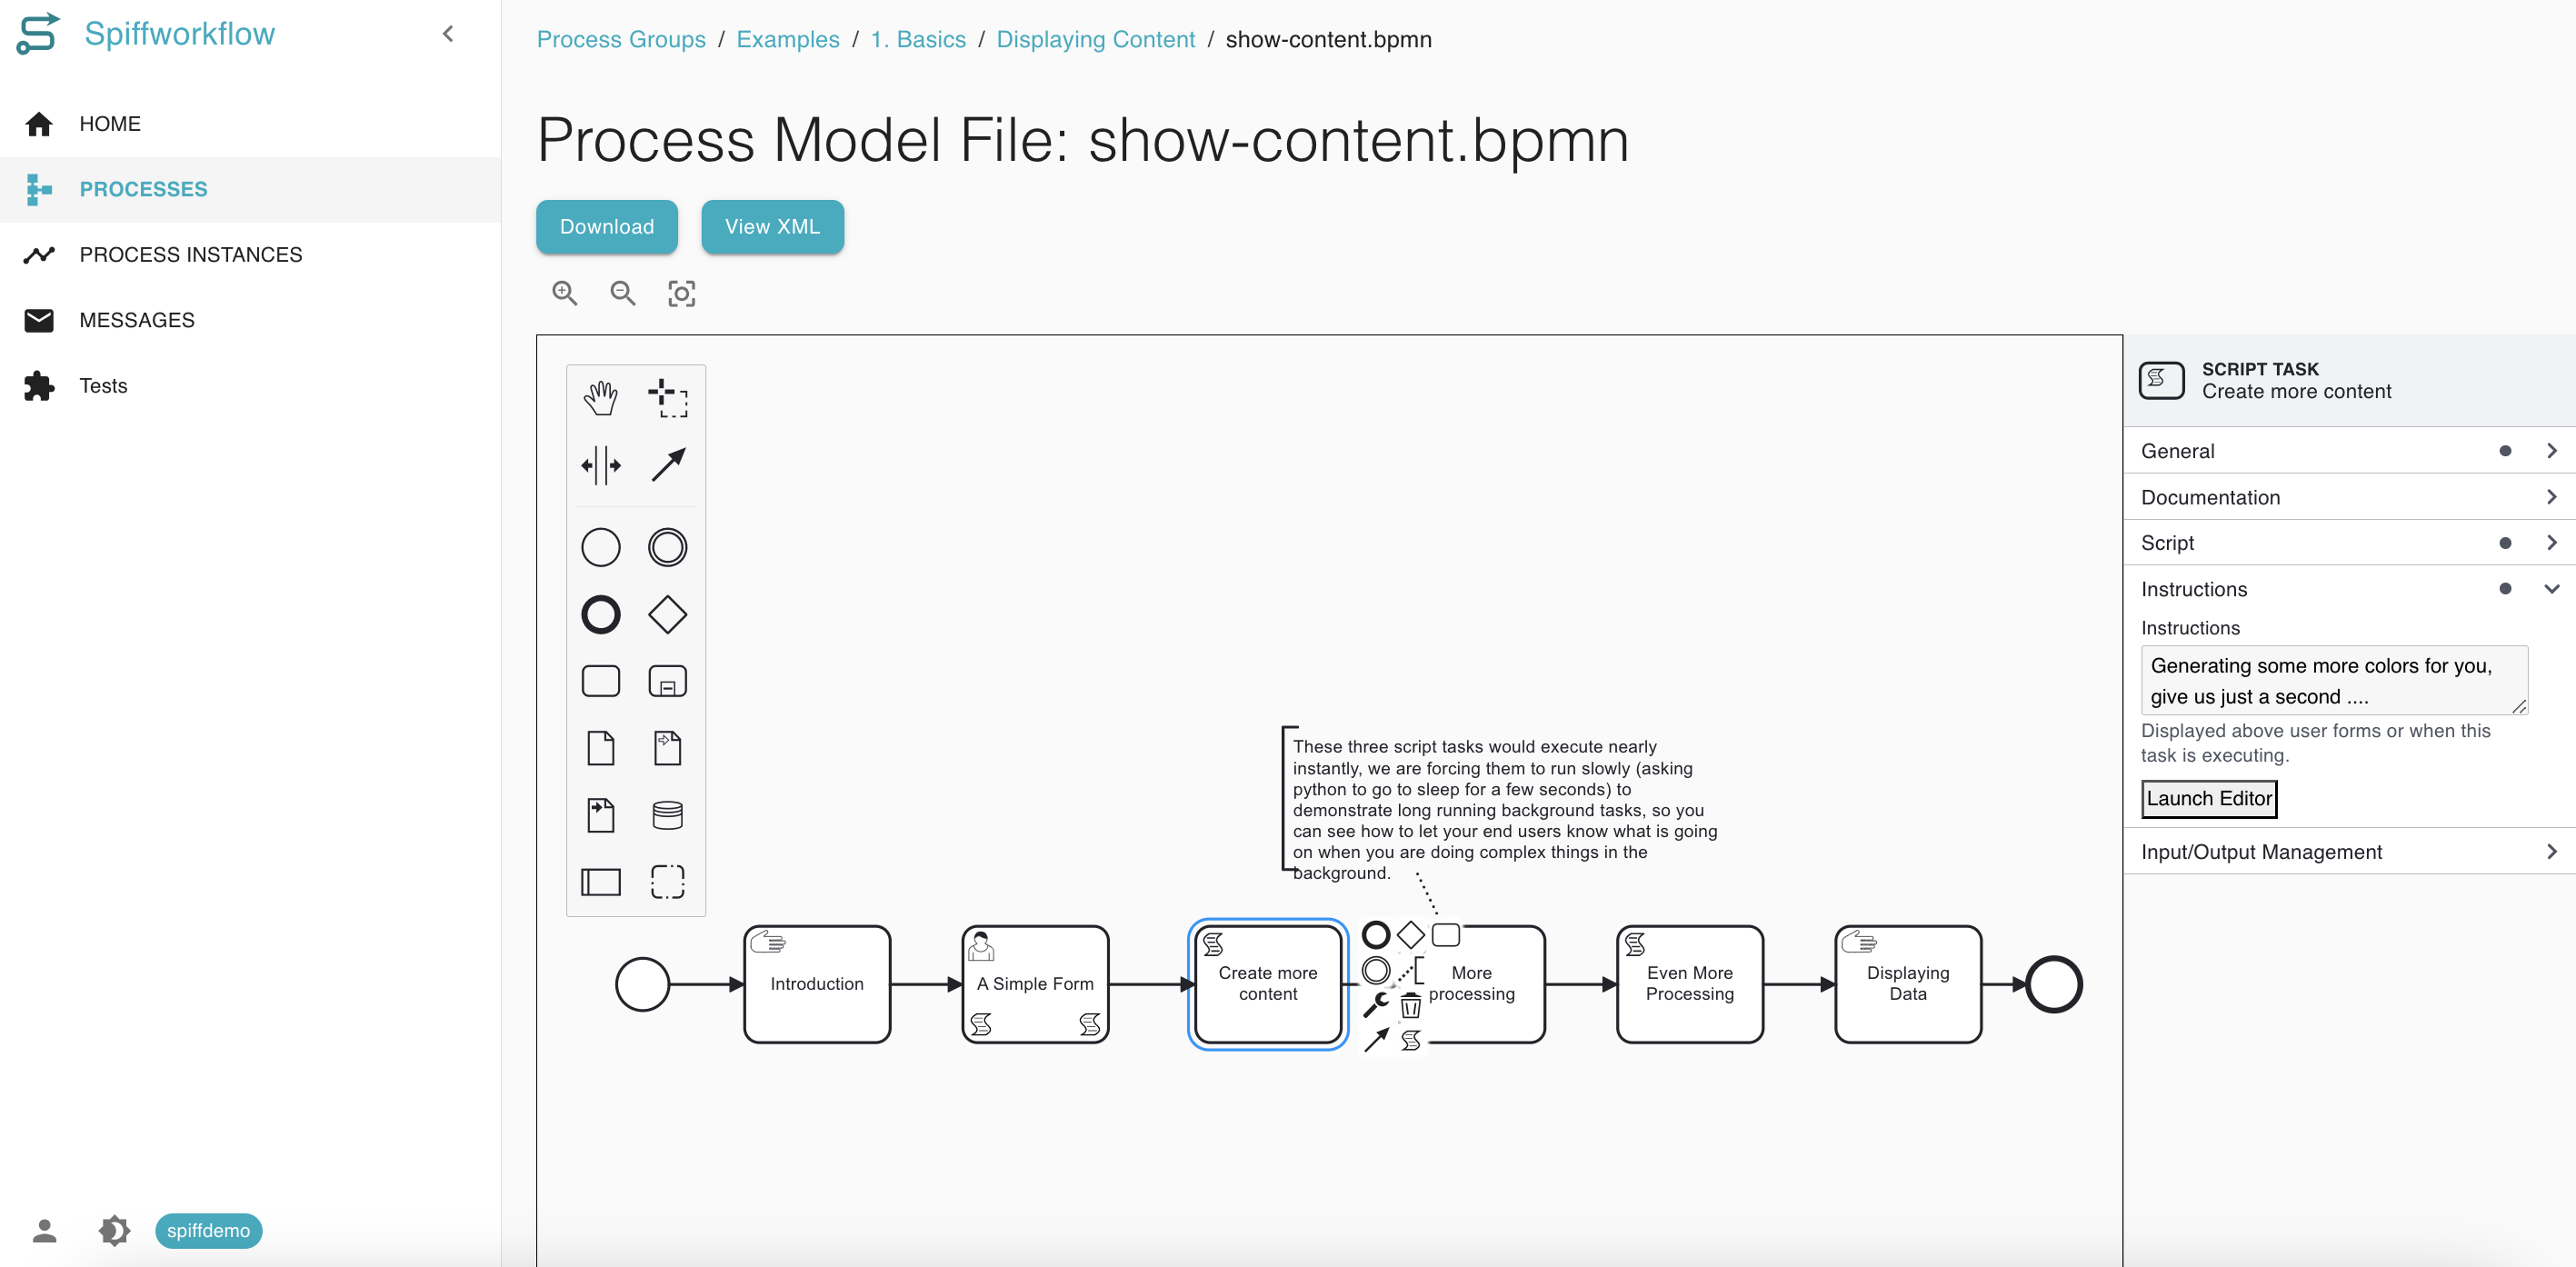 Spiffworkflow
HOME
PROCESSES
PROCESS INSTANCES
MESSAGES
Tests
spiffdemo
Process Groups / Examples / 1. Basics / Displaying Content / show-content.bpmn
Process Model File: show-content.bpmn
Download
View XML
These three script tasks would execute nearly
instantly, we are forcing them to run slowly (asking
python to go to sleep for a few seconds) to
demonstrate long running background tasks, so you
can see how to let your end users know what is going
on when you are doing complex things in the
background.
Introduction
A Simple Form
Create more
content
More
processing
Even More
Processing
Displaying
Data
SCRIPT TASK
Create more content
General
Documentation
Script
Instructions
Instructions
Generating some more colors for you,
give us just a second ....
Displayed above user forms or when this
task is executing.
Launch Editor
Input/Output Management